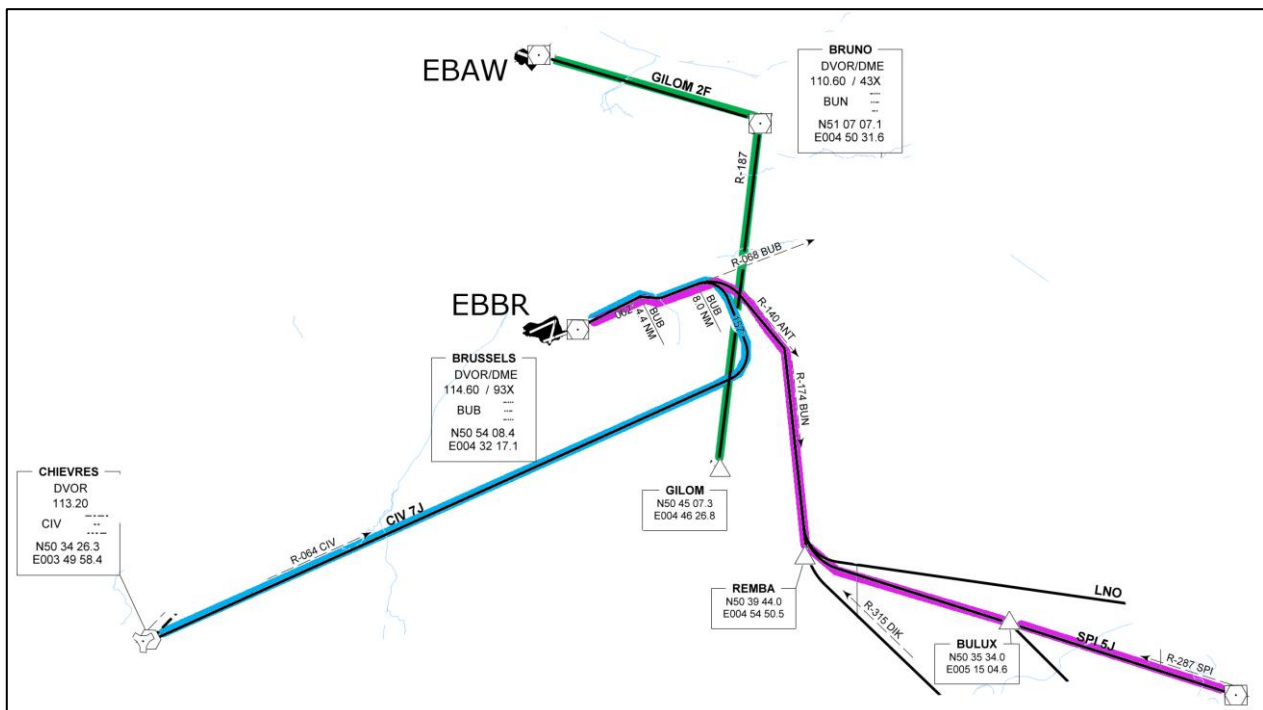 EBAW
GILOM 2F
BRUNO
DVOR/DME
110.60 / 43X
BUN
N51 07 07.1
E004 50 31.6
R-187
R-068 BUB
EBBR
BUB
4.4 NM
BUB
8.0 NM
157
R-140 ANT
BRUSSELS
DVOR/DME
114.60 / 93X
BUB
N50 54 08.4
E004 32 17.1
R-174 BUN
CHIEVRES
DVOR
113.20
CIV
N50 34 26.3
E003 49 58.4
CIV 7J
R-064 CIV
GILOM
N50 45 07.3
E004 46 26.8
REMBA
N50 39 44.0
E004 54 50.5
LNO
R-315 DIK
BULUX
N50 35 34.0
E005 15 04.6
SPI 5J
R-287 SPI